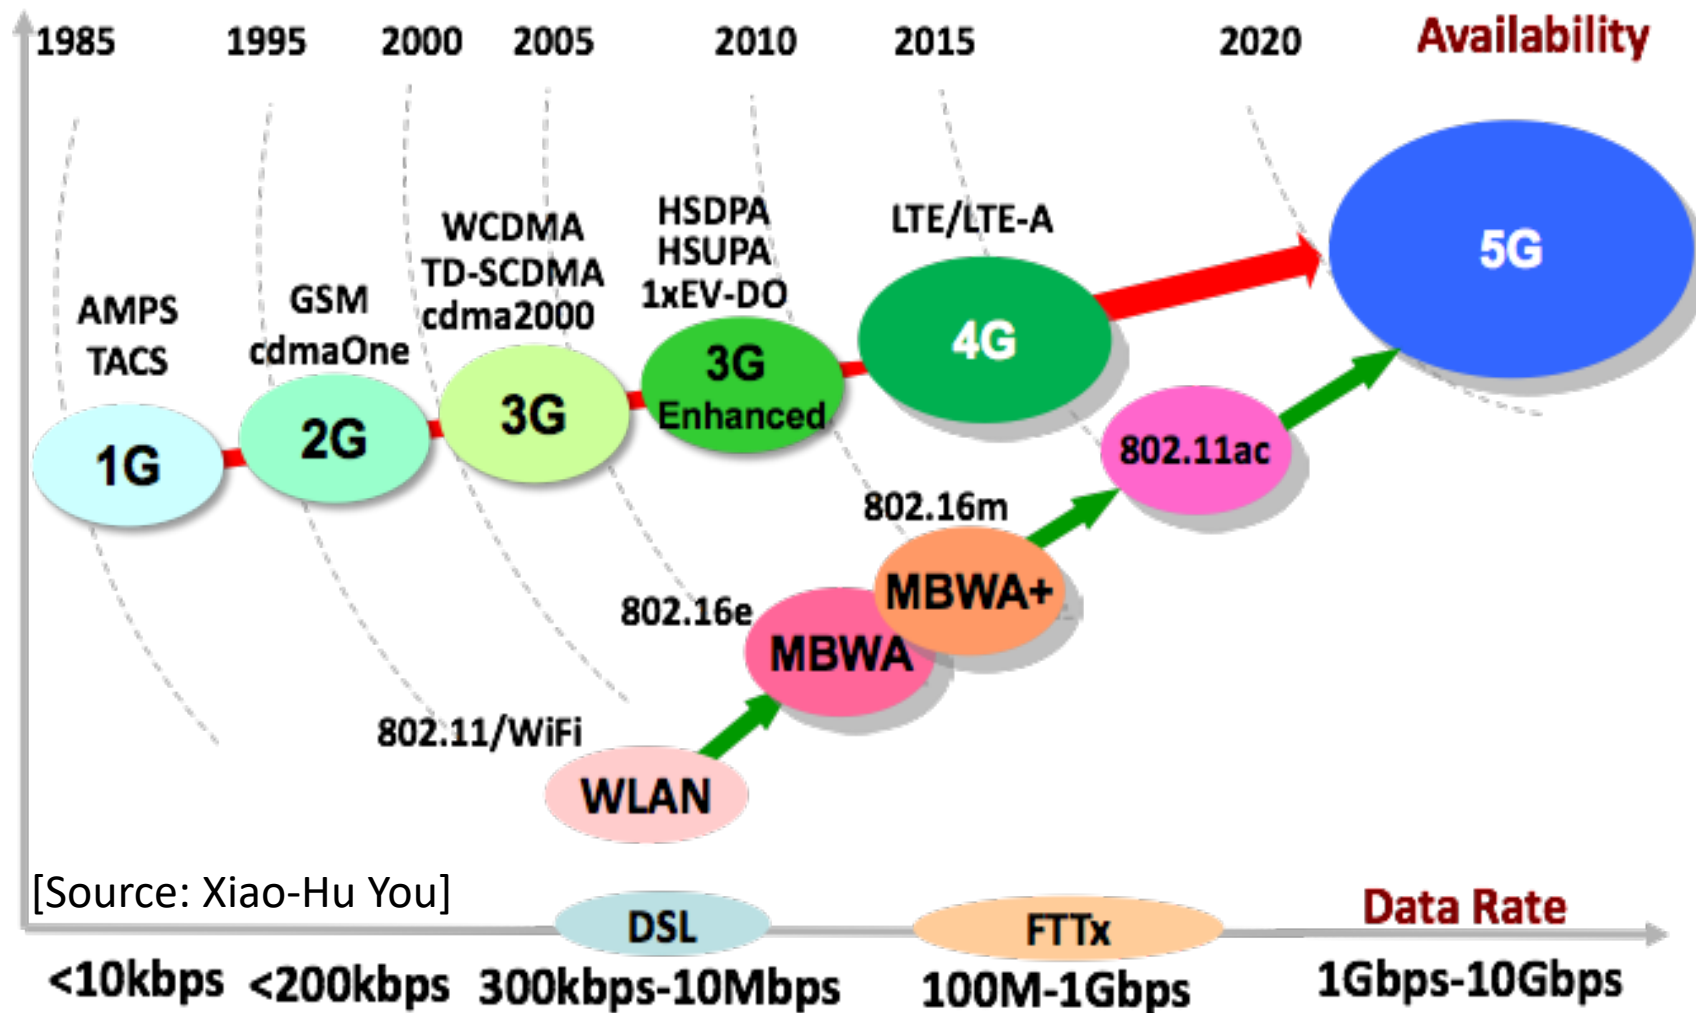 1985 1995 2000 2005 2010 2015 2020 Availability
5G
LTE/LTE-A
4G
HSDPA
HSUPA
1xEV-DO
3G
Enhanced
WCDMA
TD-SCDMA
cdma2000
3G
GSM
cdmaOne
2G
AMPS
TACS
1G
802.11ac
802.16m
MBWA+
802.16e
MBWA
802.11/WiFi
WLAN
[Source: Xiao-Hu You]
DSL
FTTx
Data Rate
<10kbps <200kbps 300kbps-10Mbps 100M-1Gbps 1Gbps-10Gbps